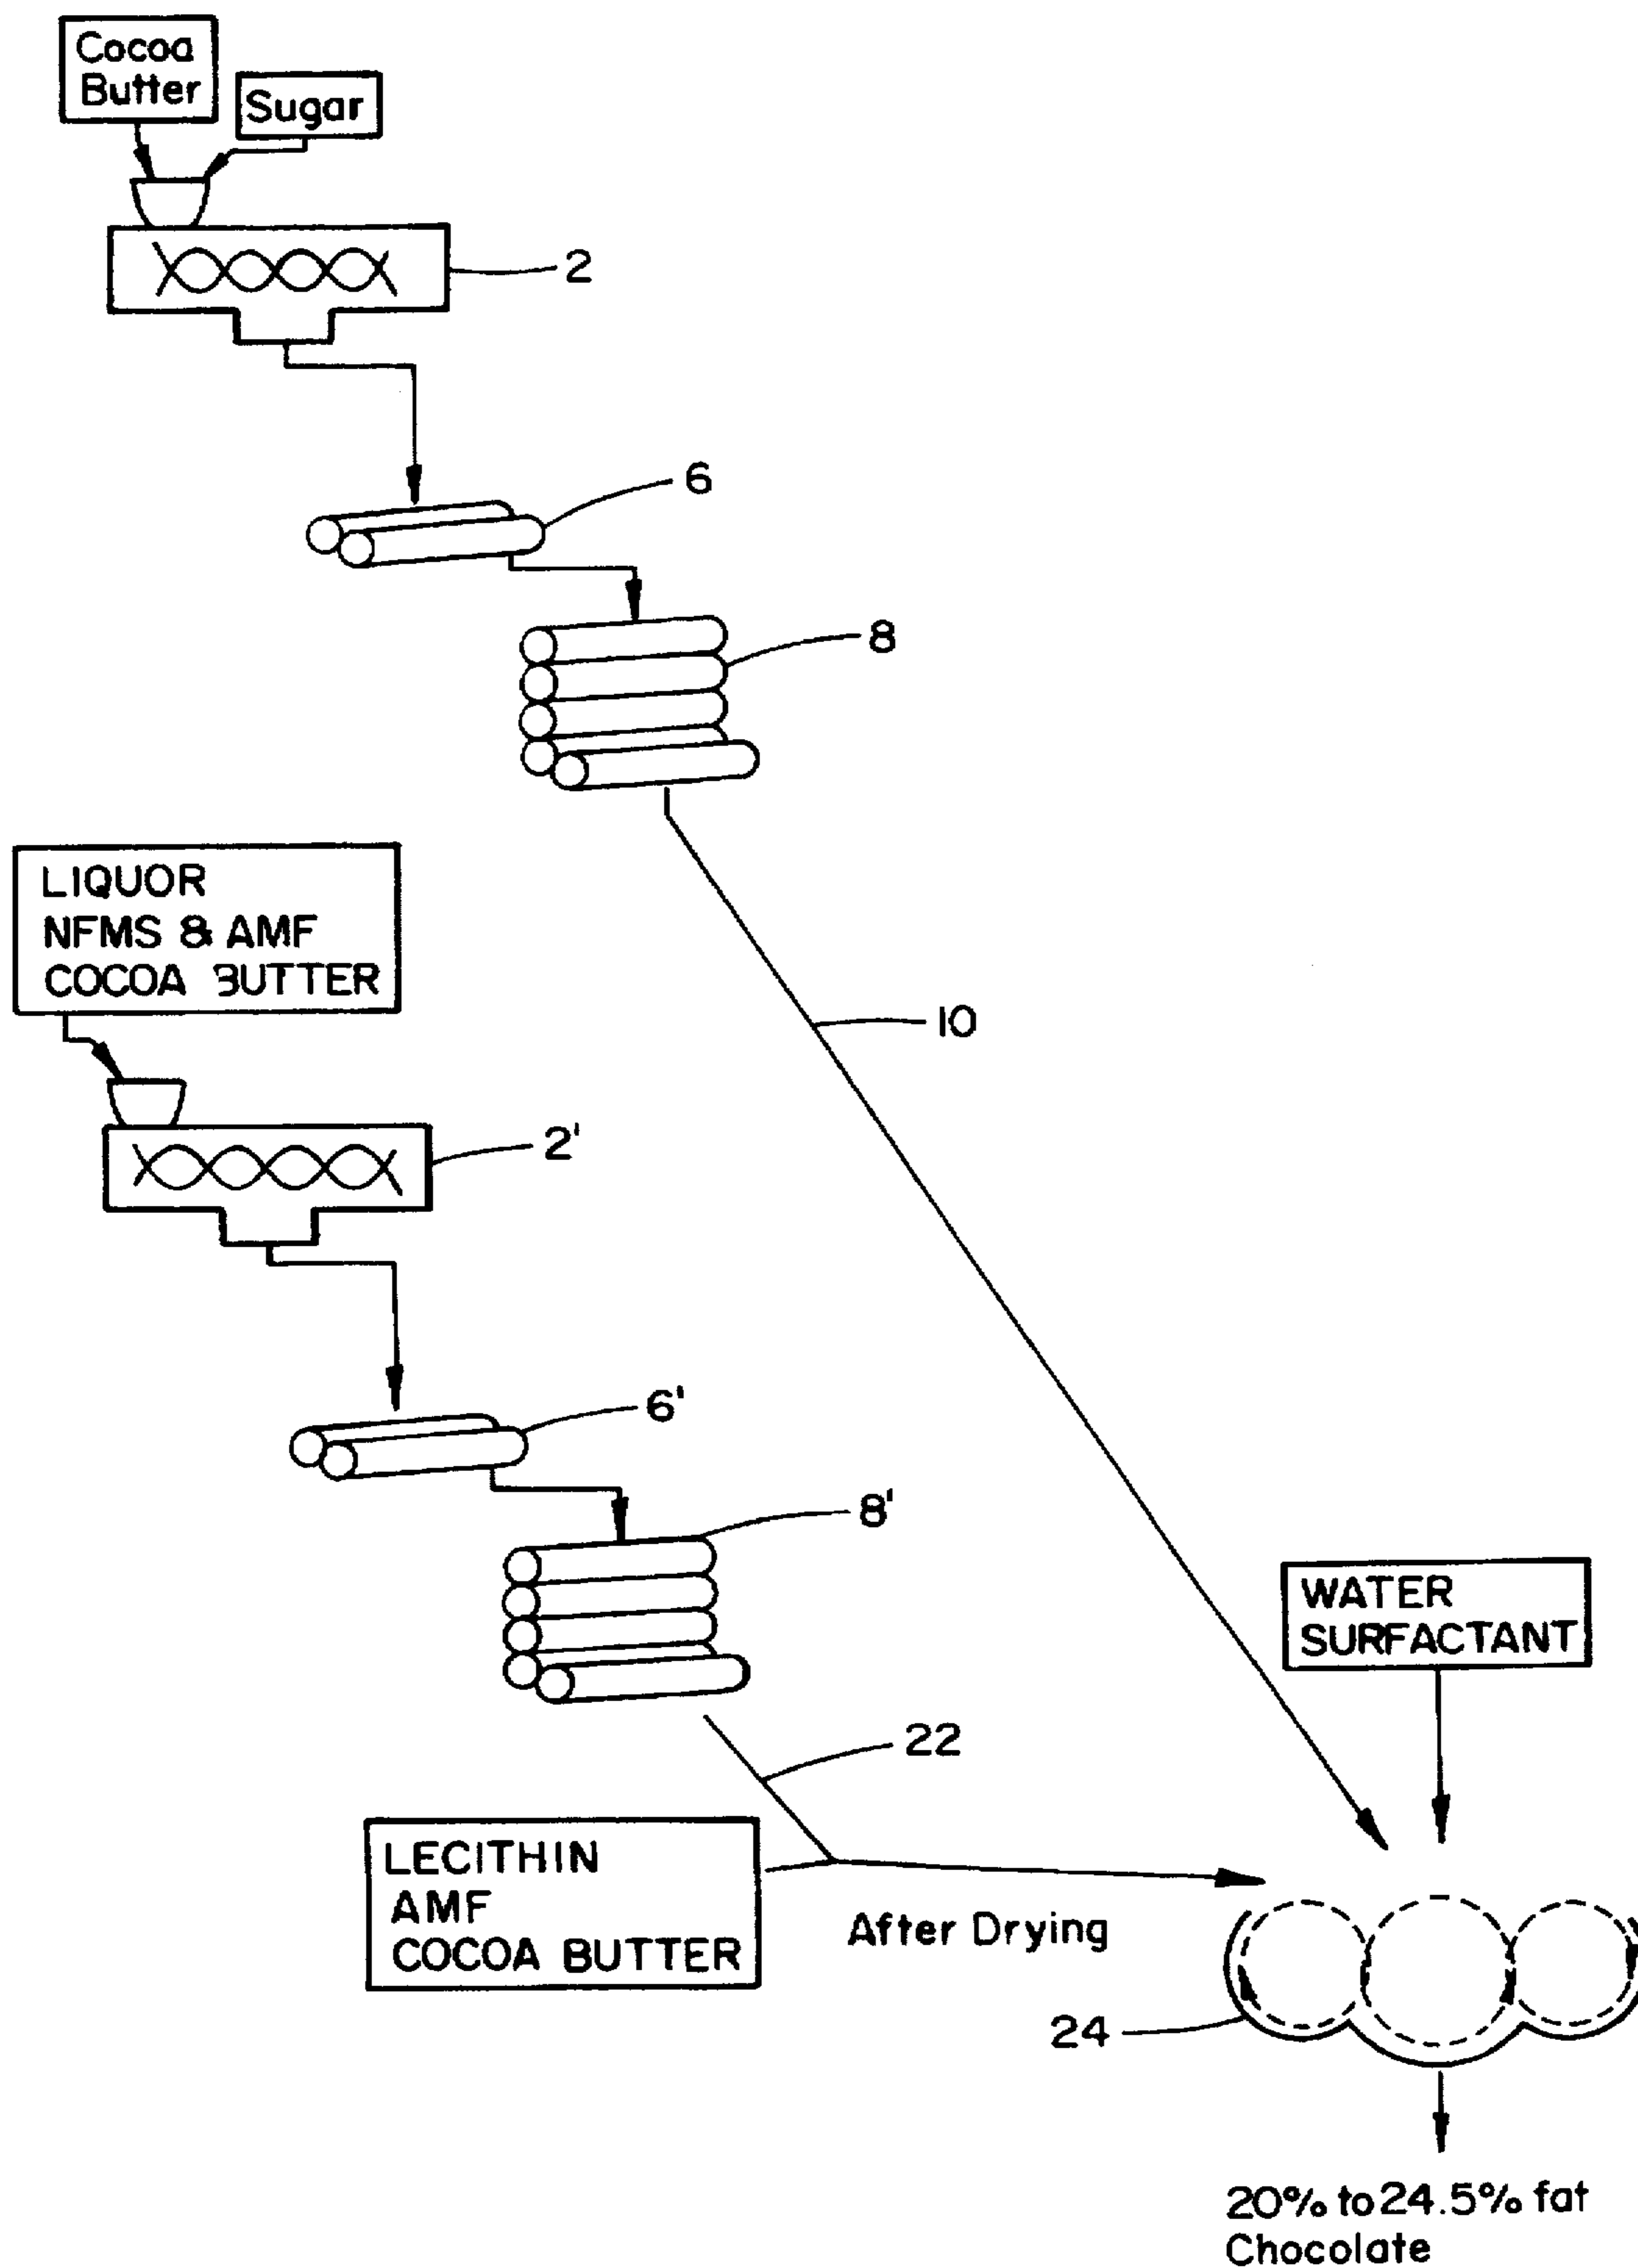 Cocoa
Butter
Sugar
2
6
8
LIQUOR
NFMS & AMF
COCOA BUTTER
10
2'
6'
8'
WATER
SURFACTANT
22
LECITHIN
AMF
COCOA BUTTER
After Drying
24
20% to 24.5% fat
Chocolate